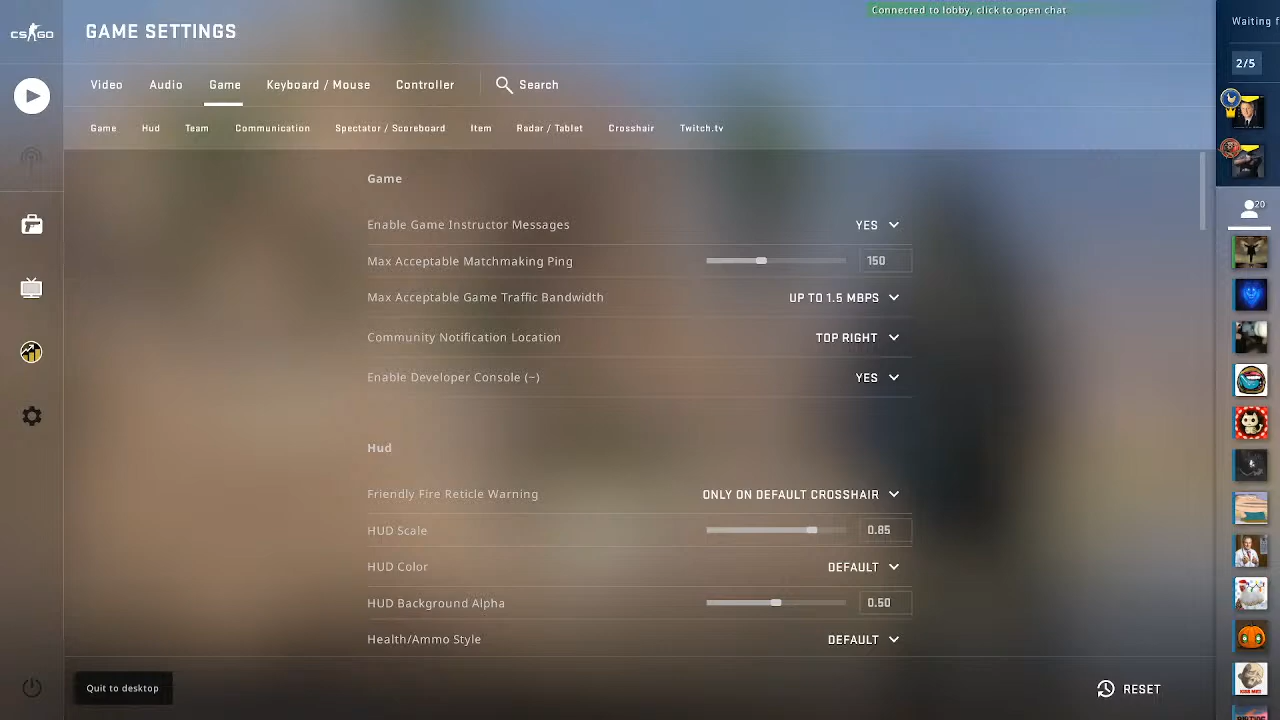 Connected to lobby, click to open chat
CS:GO
GAME SETTINGS
Waiting f
Video Audio Game Keyboard / Mouse Controller Search
2/5
Game Hud Team Communication Spectator / Scoreboard Item Radar / Tablet Crosshair Twitch.tv
Game
20
Enable Game Instructor Messages YES
Max Acceptable Matchmaking Ping 150
Max Acceptable Game Traffic Bandwidth UP TO 1.5 MBPS
Community Notification Location TOP RIGHT
Enable Developer Console (~) YES
Hud
Friendly Fire Reticle Warning ONLY ON DEFAULT CROSSHAIR
HUD Scale 0.85
HUD Color DEFAULT
HUD Background Alpha 0.50
Health/Ammo Style DEFAULT
Quit to desktop
RESET